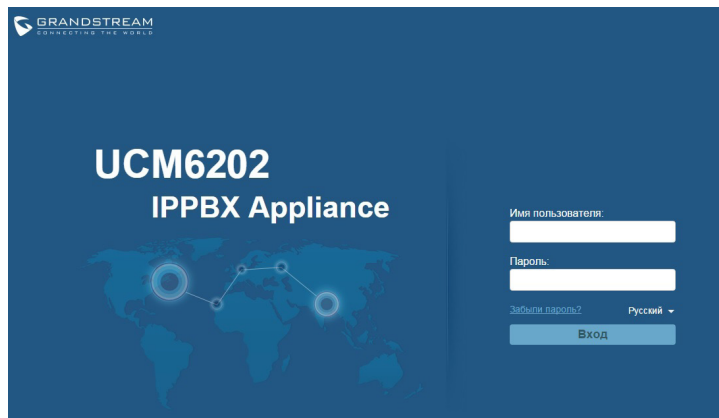 GRANDSTREAM
CONNECTING THE WORLD
UCM6202
IPPBX Appliance
Имя пользователя:
Пароль:
Забыли пароль?
Русский
Вход